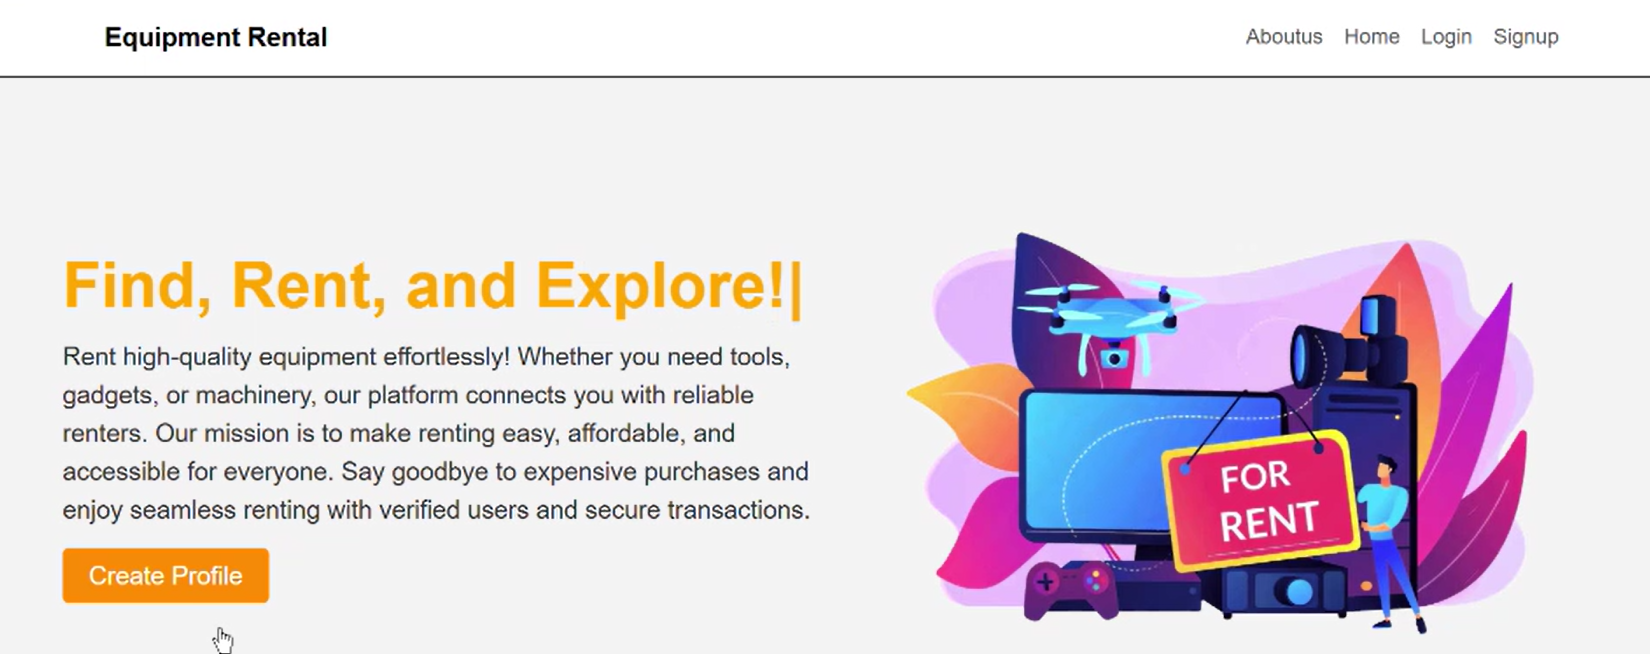 Equipment Rental
Aboutus Home Login Signup
Find, Rent, and Explore!|
Rent high-quality equipment effortlessly! Whether you need tools,
gadgets, or machinery, our platform connects you with reliable
renters. Our mission is to make renting easy, affordable, and
accessible for everyone. Say goodbye to expensive purchases and
enjoy seamless renting with verified users and secure transactions.
Create Profile
FOR
RENT